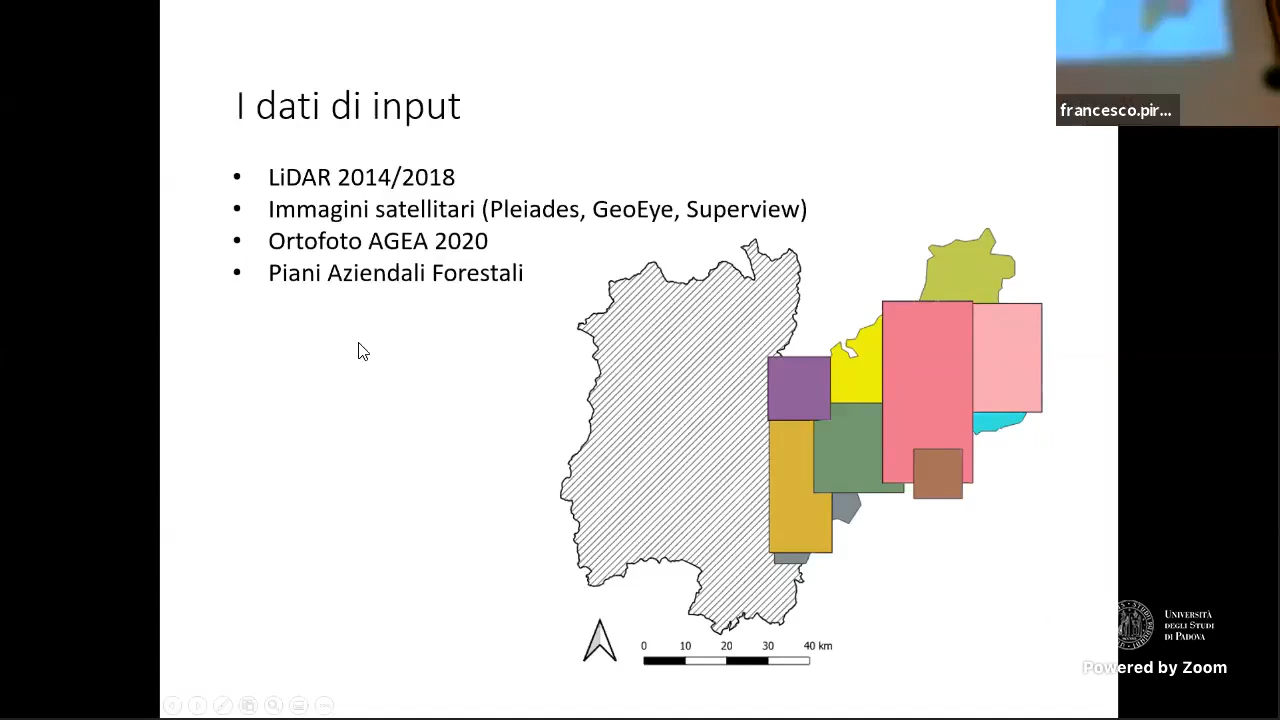 I dati di input
francesco.pir...
• LiDAR 2014/2018
• Immagini satellitari (Pleiades, GeoEye, Superview)
• Ortofoto AGEA 2020
• Piani Aziendali Forestali
0 10 20 30 40 km
UNIVERSITÀ
DEGLI STUDI
DI PADOVA
Powered by Zoom